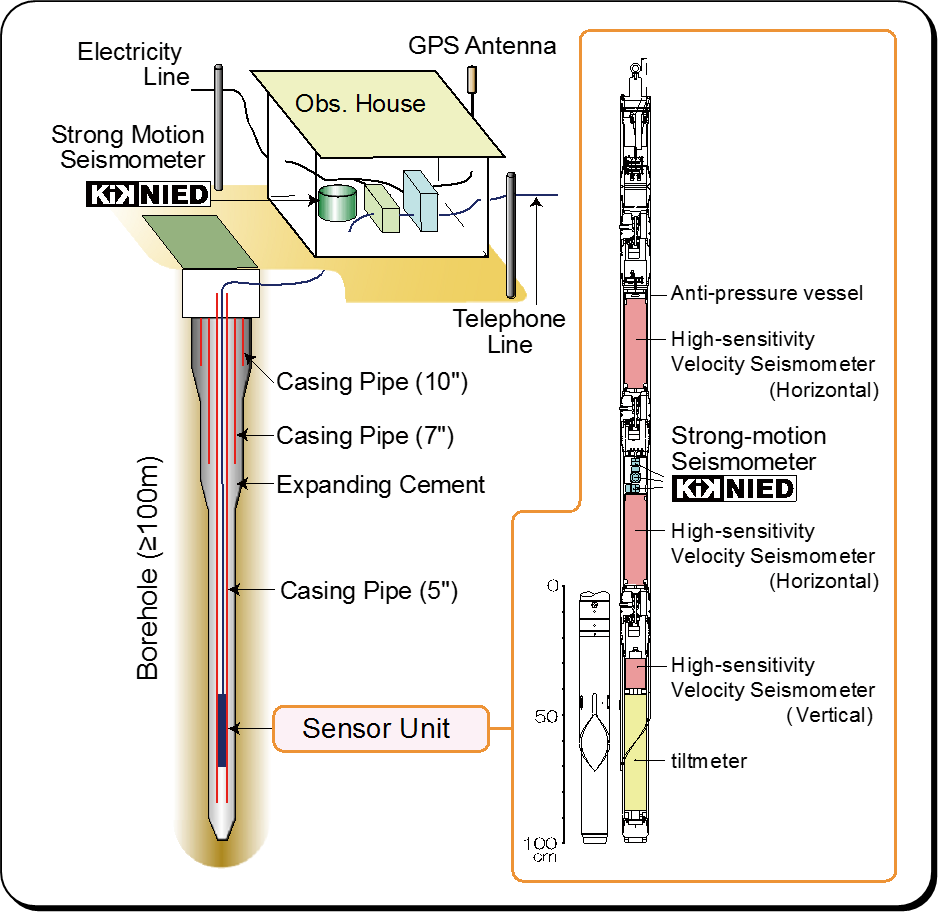 Electricity
Line
GPS Antenna
Obs. House
Strong Motion
Seismometer
KiK NIED
Telephone
Line
Casing Pipe (10")
Casing Pipe (7")
Expanding Cement
Borehole (≥100m)
Casing Pipe (5")
Sensor Unit
Anti-pressure vessel
High-sensitivity
Velocity Seismometer
(Horizontal)
Strong-motion
Seismometer
KiK NIED
High-sensitivity
Velocity Seismometer
(Horizontal)
High-sensitivity
Velocity Seismometer
(Vertical)
tiltmeter
0
50
100
cm